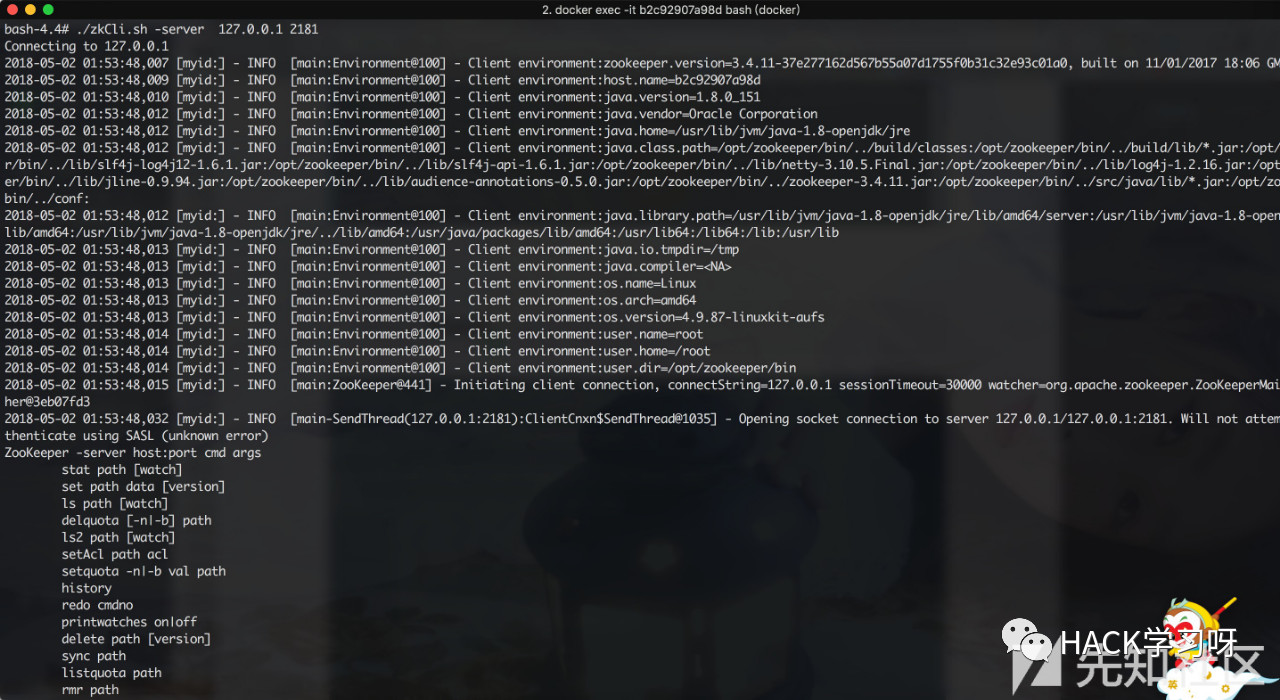 2. docker exec -it b2c92907a98d bash (docker)
bash-4.4# ./zkCli.sh -server  127.0.0.1 2181
Connecting to 127.0.0.1
2018-05-02 01:53:48,007 [myid:] - INFO  [main:Environment@100] - Client environment:zookeeper.version=3.4.11-37e277162d567b55a07d1755f0b31c32e93c01a0, built on 11/01/2017 18:06 GM
2018-05-02 01:53:48,009 [myid:] - INFO  [main:Environment@100] - Client environment:host.name=b2c92907a98d
2018-05-02 01:53:48,010 [myid:] - INFO  [main:Environment@100] - Client environment:java.version=1.8.0_151
2018-05-02 01:53:48,012 [myid:] - INFO  [main:Environment@100] - Client environment:java.vendor=Oracle Corporation
2018-05-02 01:53:48,012 [myid:] - INFO  [main:Environment@100] - Client environment:java.home=/usr/lib/jvm/java-1.8-openjdk/jre
2018-05-02 01:53:48,012 [myid:] - INFO  [main:Environment@100] - Client environment:java.class.path=/opt/zookeeper/bin/../build/classes:/opt/zookeeper/bin/../build/lib/*.jar:/opt/
r/bin/../lib/slf4j-log4j12-1.6.1.jar:/opt/zookeeper/bin/../lib/slf4j-api-1.6.1.jar:/opt/zookeeper/bin/../lib/netty-3.10.5.Final.jar:/opt/zookeeper/bin/../lib/log4j-1.2.16.jar:/opt
er/bin/../lib/jline-0.9.94.jar:/opt/zookeeper/bin/../lib/audience-annotations-0.5.0.jar:/opt/zookeeper/bin/../zookeeper-3.4.11.jar:/opt/zookeeper/bin/../src/java/lib/*.jar:/opt/zo
bin/../conf:
2018-05-02 01:53:48,012 [myid:] - INFO  [main:Environment@100] - Client environment:java.library.path=/usr/lib/jvm/java-1.8-openjdk/jre/lib/amd64/server:/usr/lib/jvm/java-1.8-open
lib/amd64:/usr/lib/jvm/java-1.8-openjdk/jre/../lib/amd64:/usr/java/packages/lib/amd64:/usr/lib64:/lib64:/lib:/usr/lib
2018-05-02 01:53:48,013 [myid:] - INFO  [main:Environment@100] - Client environment:java.io.tmpdir=/tmp
2018-05-02 01:53:48,013 [myid:] - INFO  [main:Environment@100] - Client environment:java.compiler=<NA>
2018-05-02 01:53:48,013 [myid:] - INFO  [main:Environment@100] - Client environment:os.name=Linux
2018-05-02 01:53:48,013 [myid:] - INFO  [main:Environment@100] - Client environment:os.arch=amd64
2018-05-02 01:53:48,013 [myid:] - INFO  [main:Environment@100] - Client environment:os.version=4.9.87-linuxkit-aufs
2018-05-02 01:53:48,014 [myid:] - INFO  [main:Environment@100] - Client environment:user.name=root
2018-05-02 01:53:48,014 [myid:] - INFO  [main:Environment@100] - Client environment:user.home=/root
2018-05-02 01:53:48,014 [myid:] - INFO  [main:Environment@100] - Client environment:user.dir=/opt/zookeeper/bin
2018-05-02 01:53:48,015 [myid:] - INFO  [main:ZooKeeper@441] - Initiating client connection, connectString=127.0.0.1 sessionTimeout=30000 watcher=org.apache.zookeeper.ZooKeeperMai
her@3eb07fd3
2018-05-02 01:53:48,032 [myid:] - INFO  [main-SendThread(127.0.0.1:2181):ClientCnxn$SendThread@1035] - Opening socket connection to server 127.0.0.1/127.0.0.1:2181. Will not attem
thenticate using SASL (unknown error)
ZooKeeper -server host:port cmd args
stat path [watch]
set path data [version]
ls path [watch]
delquota [-n|-b] path
ls2 path [watch]
setAcl path acl
setquota -n|-b val path
history
redo cmdno
printwatches on|off
delete path [version]
sync path
listquota path
rmr path
HACK学习呀
先知社区